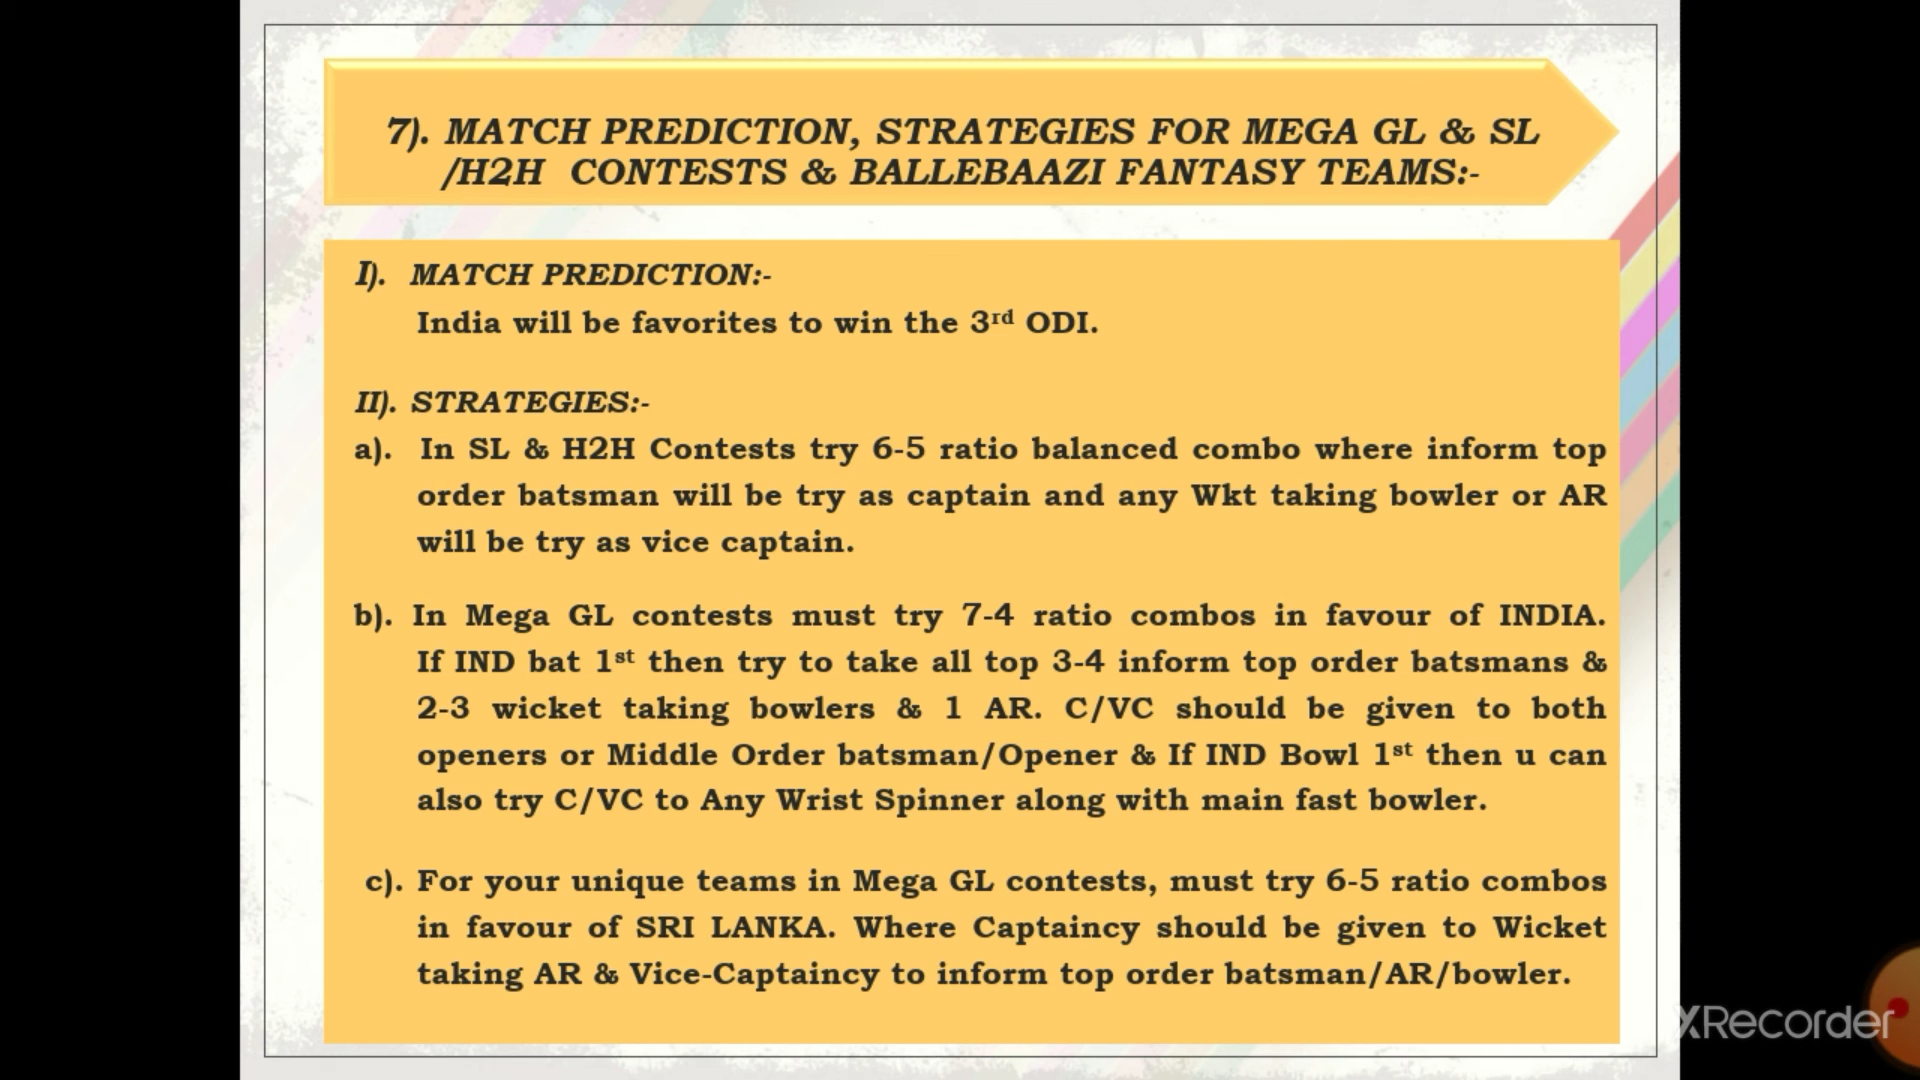 7). MATCH PREDICTION, STRATEGIES FOR MEGA GL & SL
/H2H CONTESTS & BALLEBAAZI FANTASY TEAMS:-
I). MATCH PREDICTION:-
India will be favorites to win the 3rd ODI.
II). STRATEGIES:-
a). In SL & H2H Contests try 6-5 ratio balanced combo where inform top
order batsman will be try as captain and any Wkt taking bowler or AR
will be try as vice captain.
b). In Mega GL contests must try 7-4 ratio combos in favour of INDIA.
If IND bat 1st then try to take all top 3-4 inform top order batsmans &
2-3 wicket taking bowlers & 1 AR. C/VC should be given to both
openers or Middle Order batsman/Opener & If IND Bowl 1st then u can
also try C/VC to Any Wrist Spinner along with main fast bowler.
c). For your unique teams in Mega GL contests, must try 6-5 ratio combos
in favour of SRI LANKA. Where Captaincy should be given to Wicket
taking AR & Vice-Captaincy to inform top order batsman/AR/bowler.
XRecorder